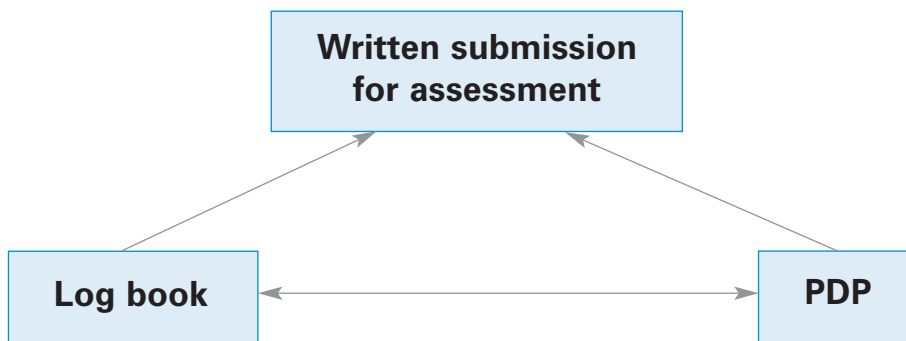 Written submission
for assessment
Log book
PDP